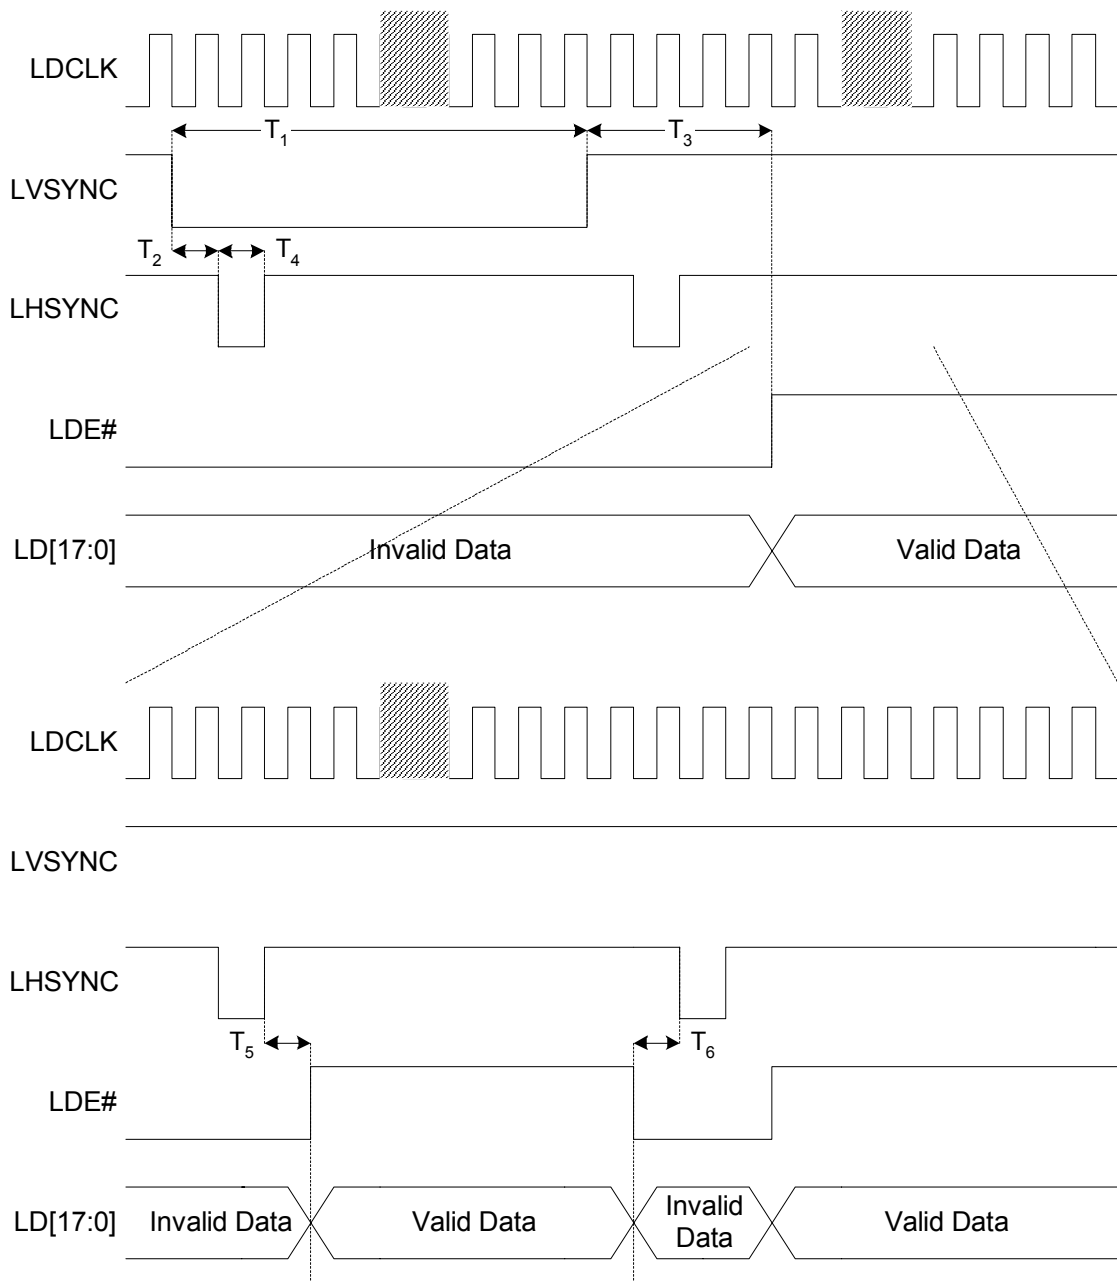 LDCLK
T1
T3
LVSYNC
T2
T4
LHSYNC
LDE#
LD[17:0]
Invalid Data
Valid Data
LDCLK
LVSYNC
LHSYNC
T5
T6
LDE#
LD[17:0]
Invalid Data
Valid Data
Invalid
Data
Valid Data